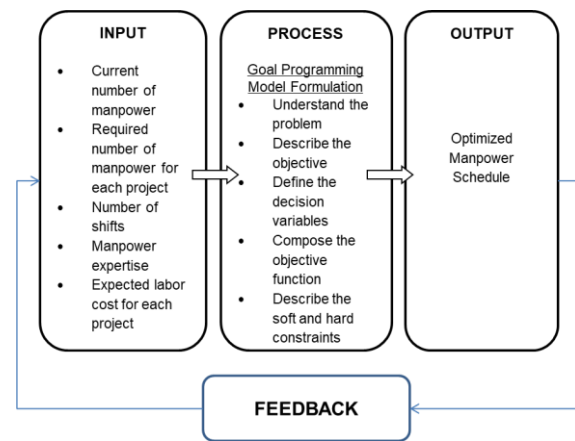 INPUT
• Current
number of
manpower
• Required
number of
manpower for
each project
• Number of
shifts
• Manpower
expertise
• Expected labor
cost for each
project
PROCESS
Goal Programming
Model Formulation
• Understand the
problem
• Describe the
objective
• Define the
decision
variables
• Compose the
objective
function
• Describe the
soft and hard
constraints
OUTPUT
Optimized
Manpower
Schedule
FEEDBACK